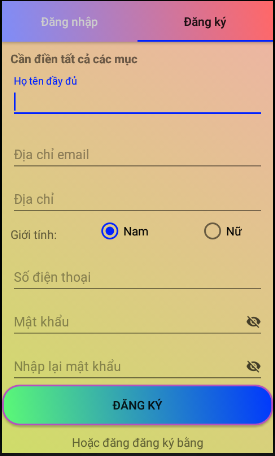 Đăng nhập Đăng ký
Cần điền tất cả các mục
Họ tên đầy đủ
Địa chỉ email
Địa chỉ
Giới tính: Nam Nữ
Số điện thoại
Mật khẩu
Nhập lại mật khẩu
ĐĂNG KÝ
Hoặc đăng đăng ký bằng